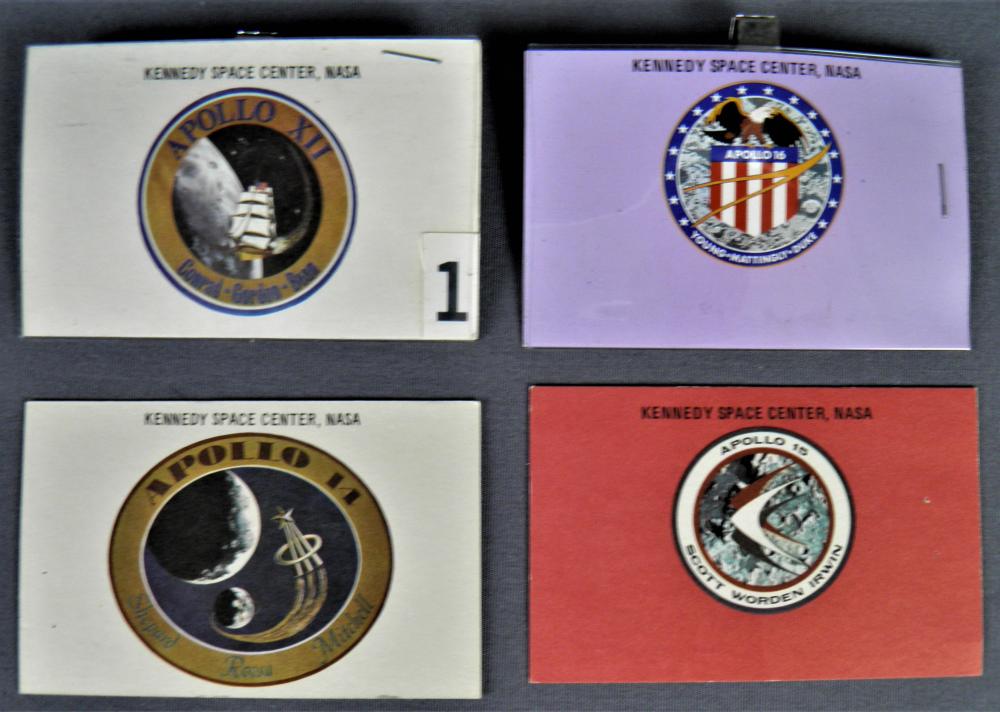 KENNEDY SPACE CENTER, NASA
APOLLO XII
Conrad · Gordon · Bean
1
KENNEDY SPACE CENTER, NASA
APOLLO 16
YOUNG · MATTINGLY · DUKE
KENNEDY SPACE CENTER, NASA
APOLLO 14
Shepard Roosa Mitchell
KENNEDY SPACE CENTER, NASA
APOLLO 15
SCOTT WORDEN IRWIN